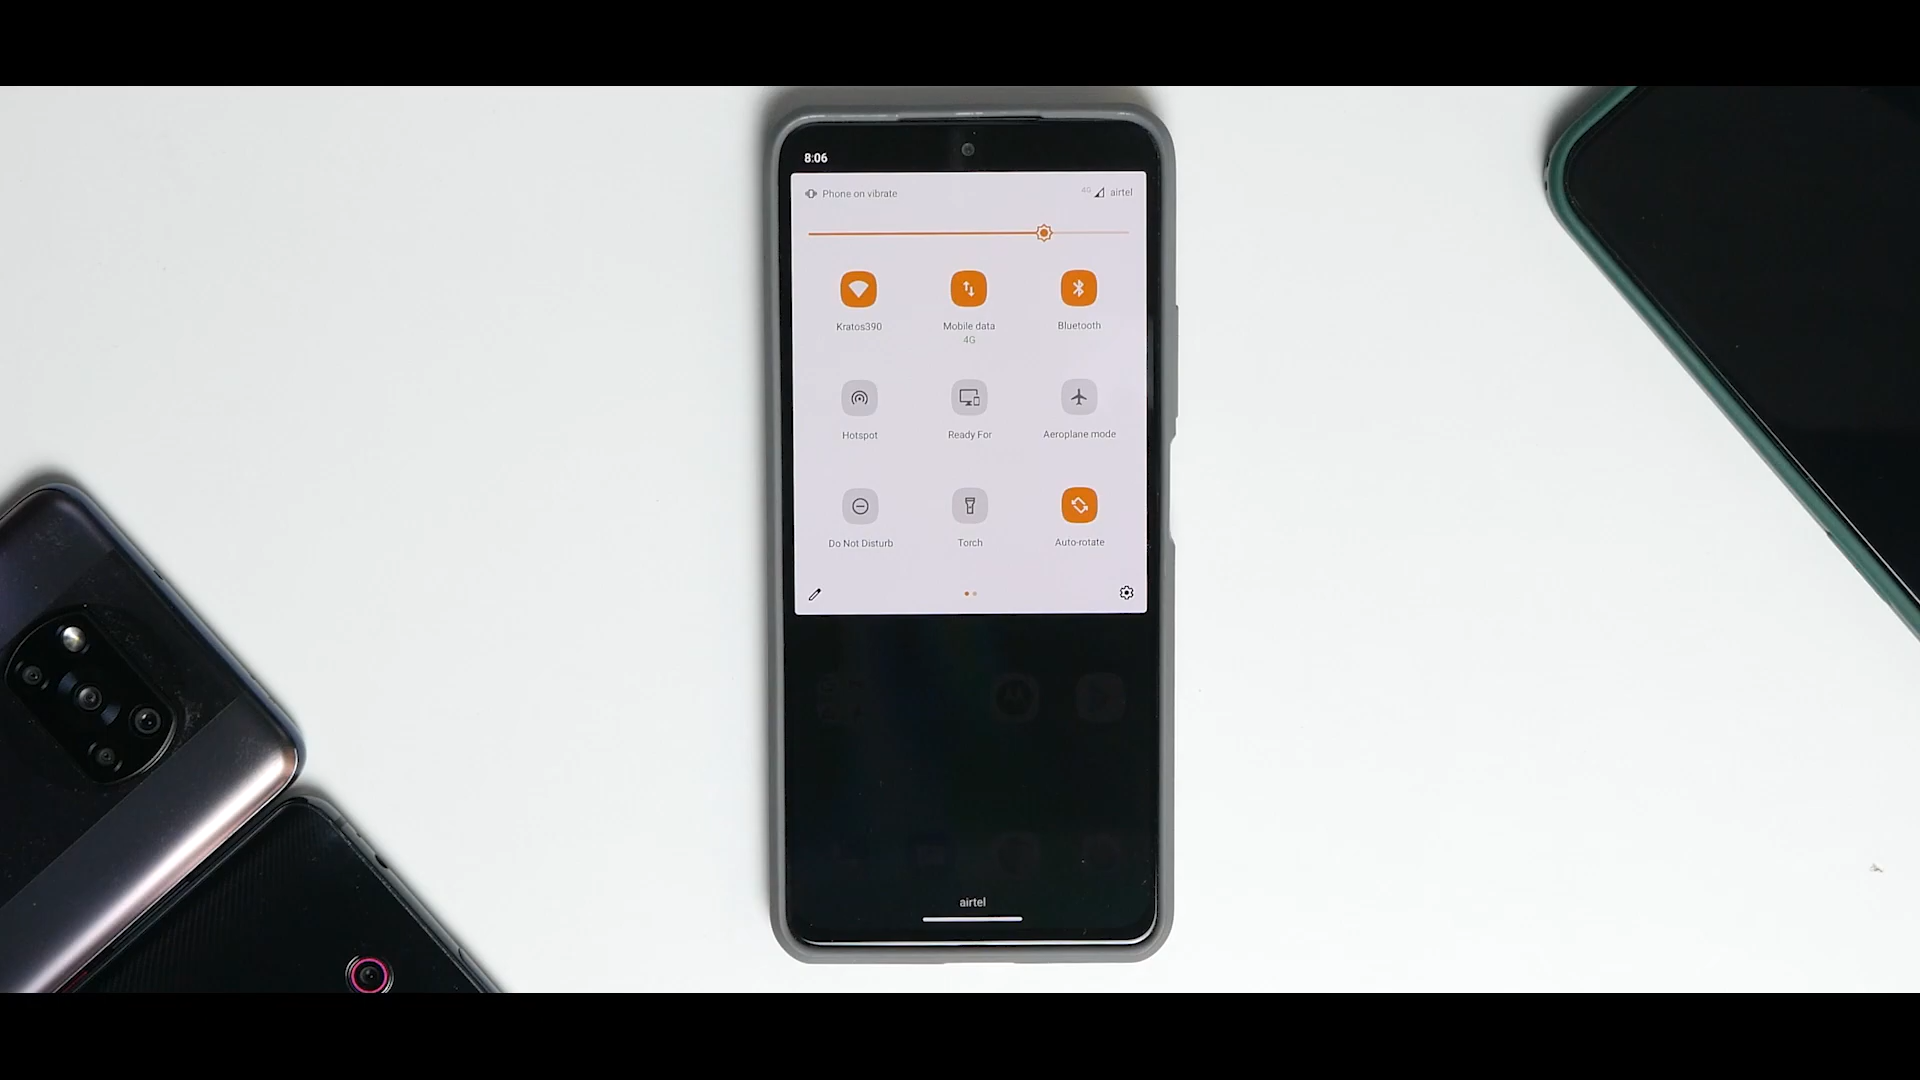 8:06
Phone on vibrate
4G airtel
Kratos390
Mobile data
4G
Bluetooth
Hotspot
Ready For
Aeroplane mode
Do Not Disturb
Torch
Auto-rotate
airtel